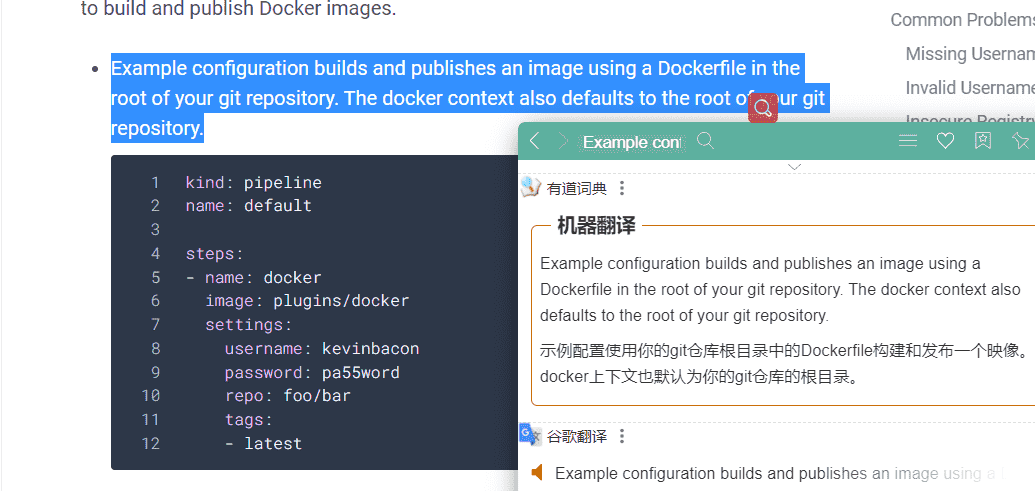 to build and publish Docker images.
Example configuration builds and publishes an image using a Dockerfile in the
root of your git repository. The docker context also defaults to the root of your git
repository.
1 kind: pipeline
2 name: default
3
4 steps:
5 - name: docker
6 image: plugins/docker
7 settings:
8 username: kevinbacon
9 password: pa55word
10 repo: foo/bar
11 tags:
12 - latest
Common Problems
Missing Usernam
Invalid Username
Insecure Registry
Example conf
有道词典
机器翻译
Example configuration builds and publishes an image using a
Dockerfile in the root of your git repository. The docker context also
defaults to the root of your git repository.
示例配置使用你的git仓库根目录中的Dockerfile构建和发布一个映像。
docker上下文也默认为你的git仓库的根目录。
谷歌翻译
Example configuration builds and publishes an image using a